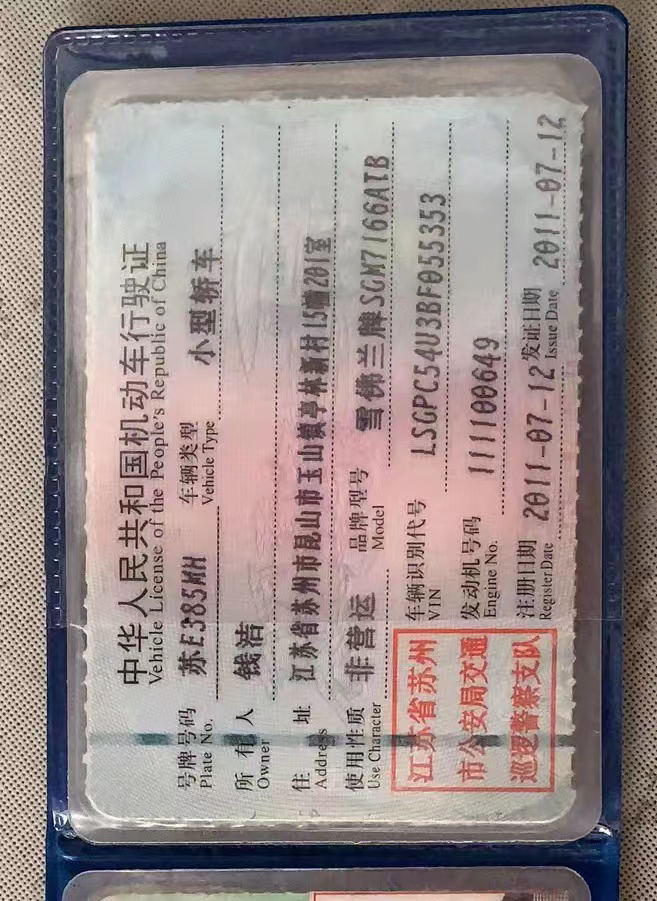 中华人民共和国机动车行驶证
Vehicle License of the People's Republic of China
号牌号码 苏E385WH 车辆类型 小型轿车
Plate No. Vehicle Type
所有人 钱洁
Owner
住址 江苏省苏州市昆山市玉山镇亭林新村15幢201室
Address
使用性质 非营运 品牌型号 雪佛兰牌SGM7166ATB
Use Character Model
江苏省苏州
市公安局交通
巡逻警察支队
车辆识别代号 LSGPC54U3BF055353
VIN
发动机号码 111100649
Engine No.
注册日期 2011-07-12 发证日期 2011-07-12
Register Date Issue Date